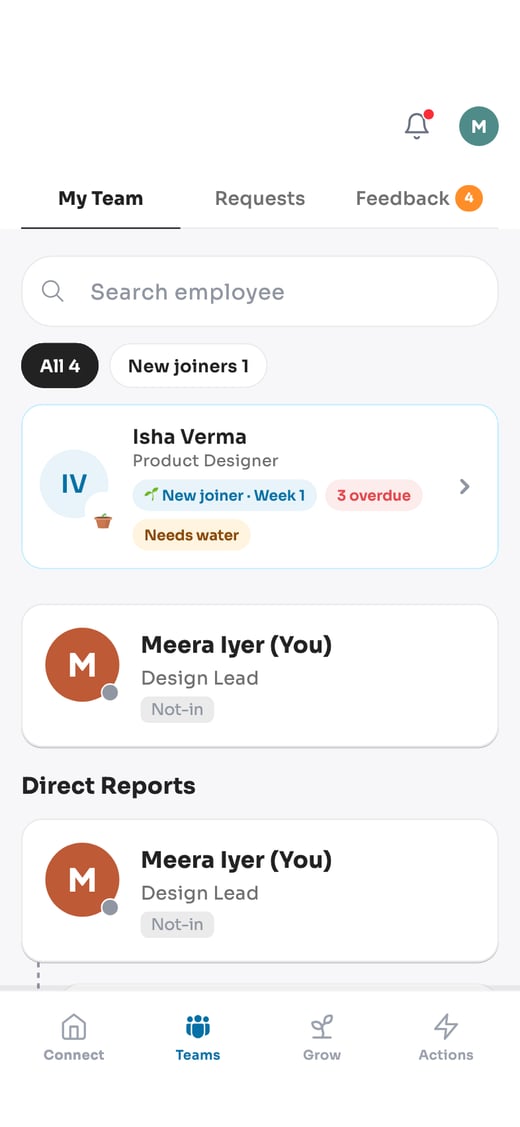 M
My Team
Requests
Feedback 4
Search employee
All 4
New joiners 1
IV
Isha Verma
Product Designer
New joiner · Week 1
3 overdue
Needs water
M
Meera Iyer (You)
Design Lead
Not-in
Direct Reports
M
Meera Iyer (You)
Design Lead
Not-in
Connect
Teams
Grow
Actions